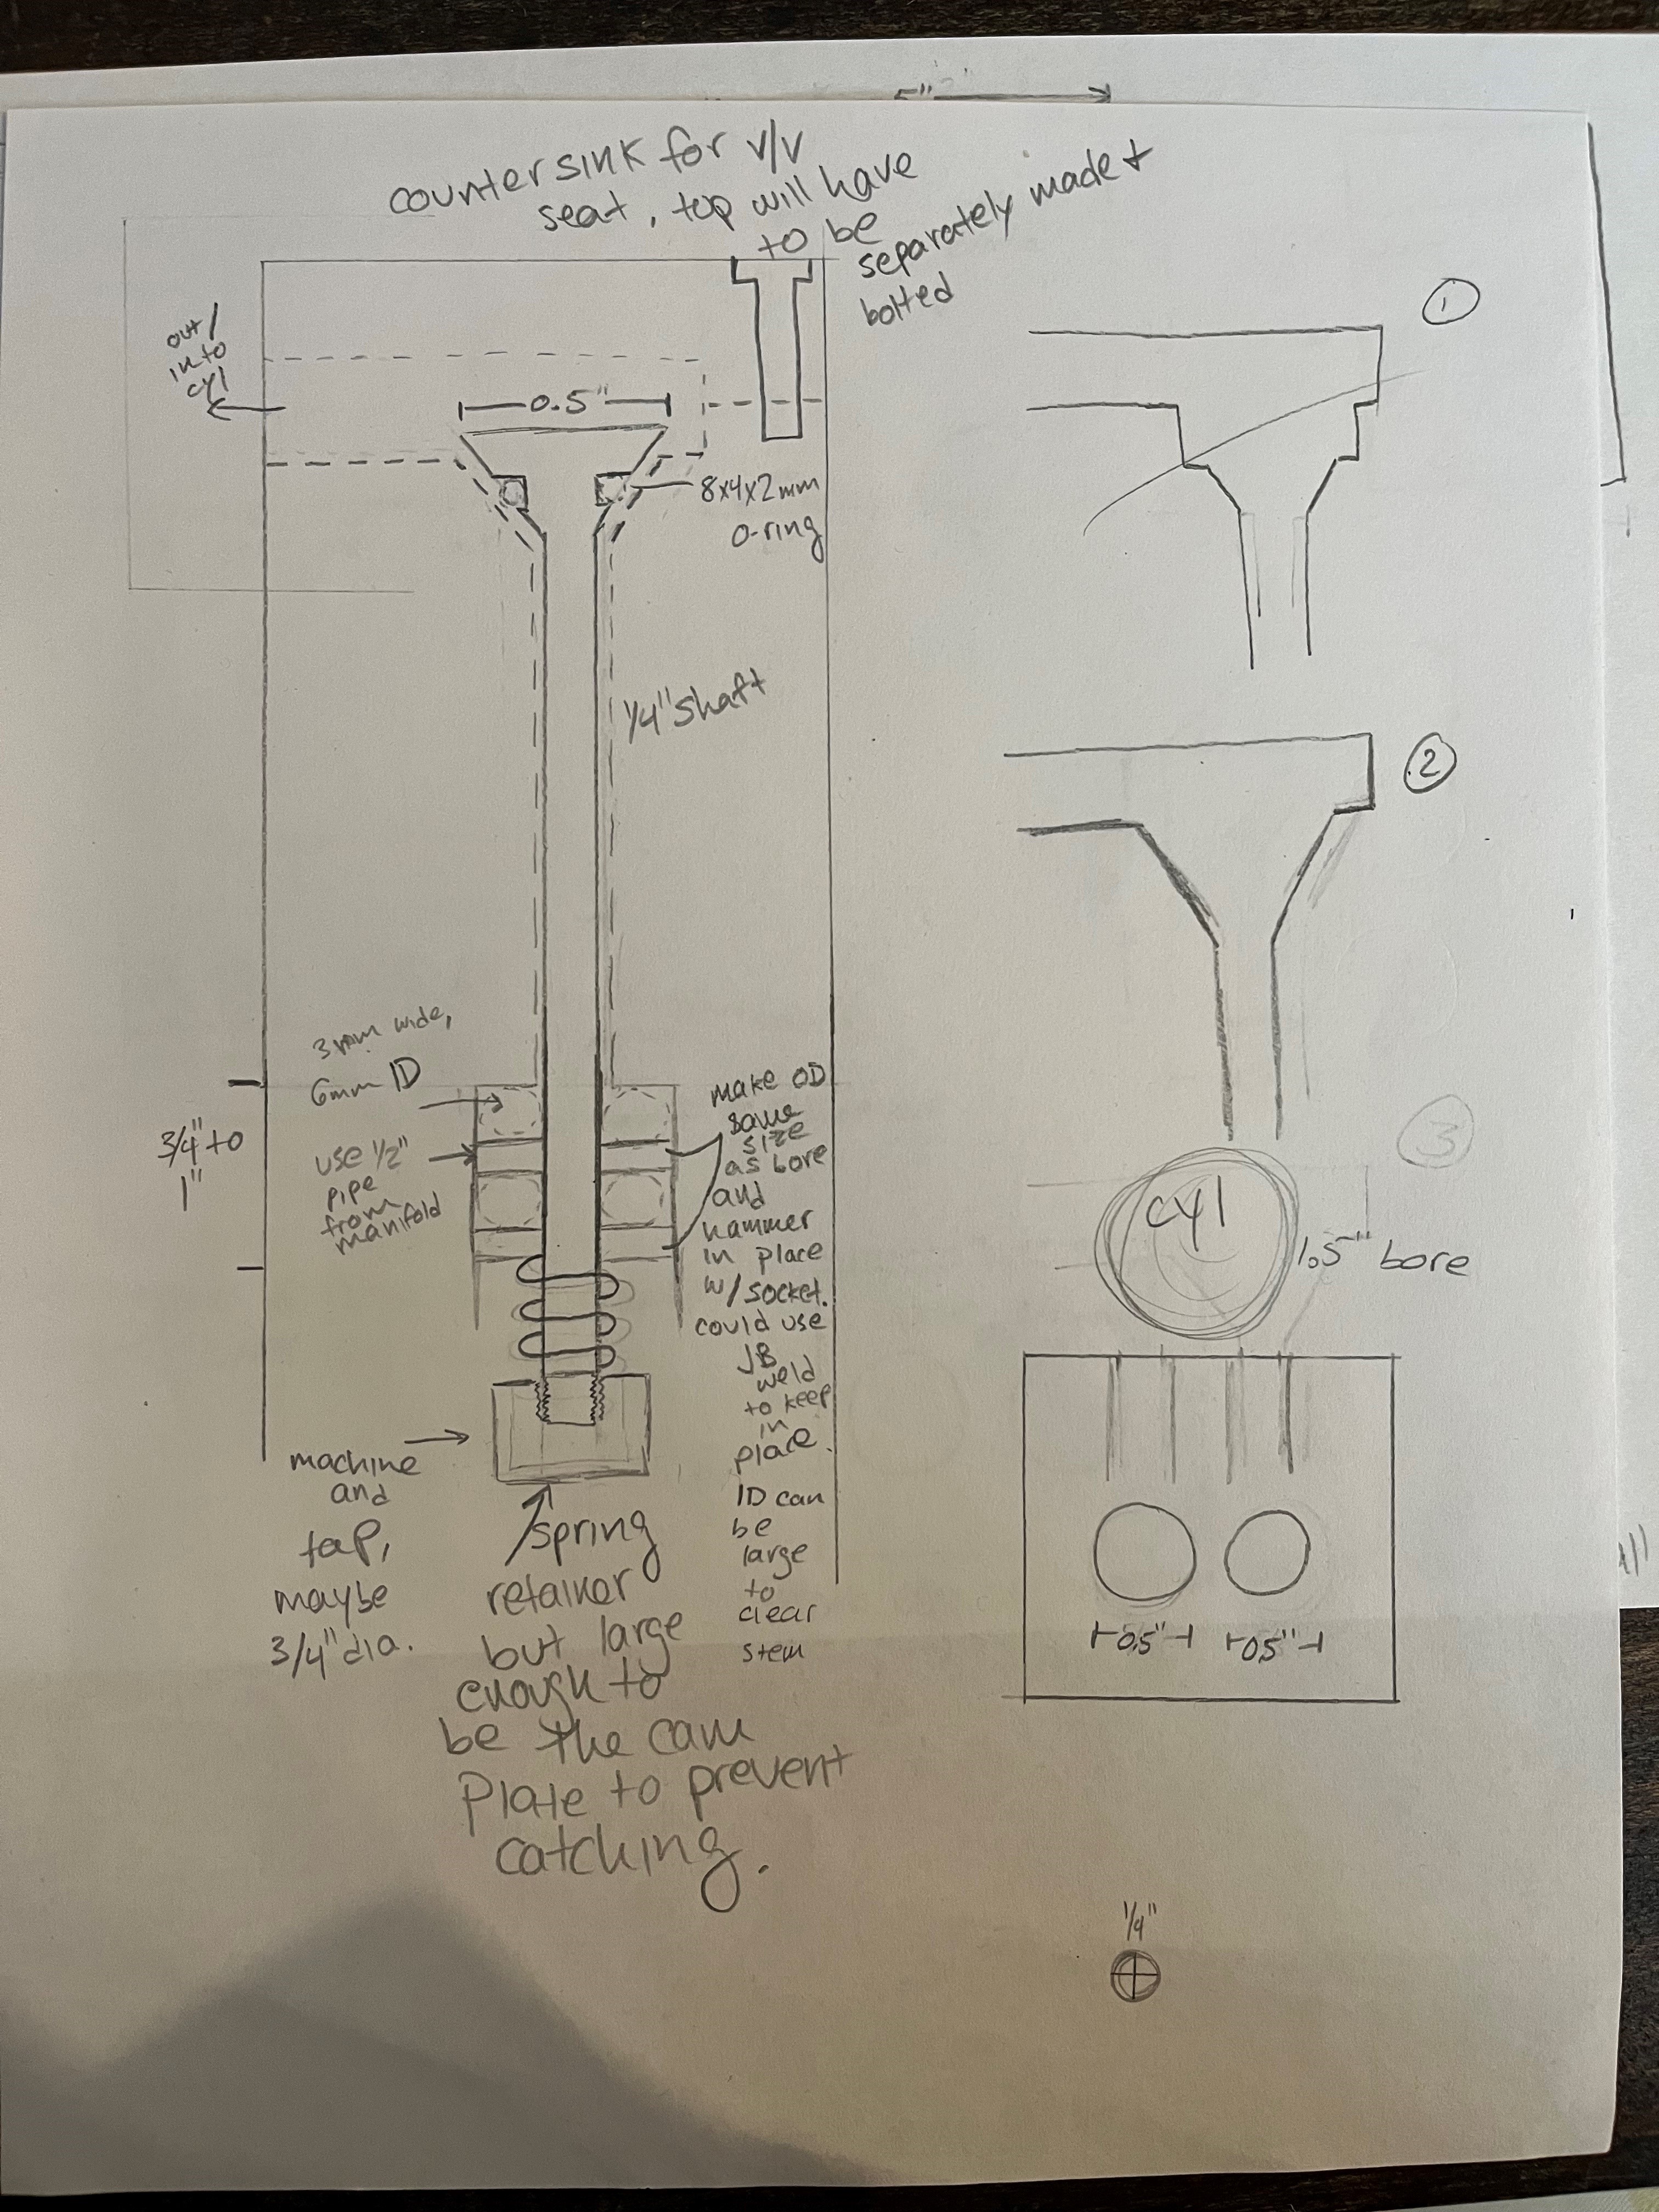 5"
counter sink for v/v
seat, top will have
to be
separately made +
bolted
out/
into
cyl
0.5"
8x4x2mm
o-ring
1/4" shaft
3mm wide,
6mm ID
use 1/2"
pipe
from
manifold
3/4" to
1"
make OD
same
size
as bore
and
hammer
in place
w/ socket.
could use
JB
weld
to keep
in
place.
ID can
be
large
to
clear
stem
machine
and
tap,
maybe
3/4" dia.
spring
retainer
but large
enough to
be the cam
plate to prevent
catching.
1
2
3
cyl
1.5" bore
0.5"
0.5"
1/4"